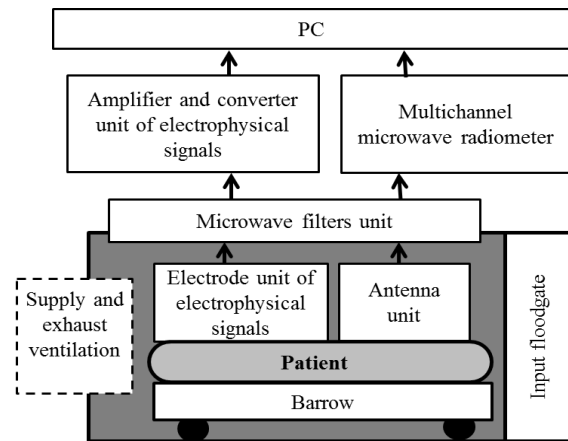 PC
Amplifier and converter
unit of electrophysical
signals
Multichannel
microwave radiometer
Microwave filters unit
Supply and
exhaust
ventilation
Electrode unit of
electrophysical
signals
Antenna
unit
Input floodgate
Patient
Barrow